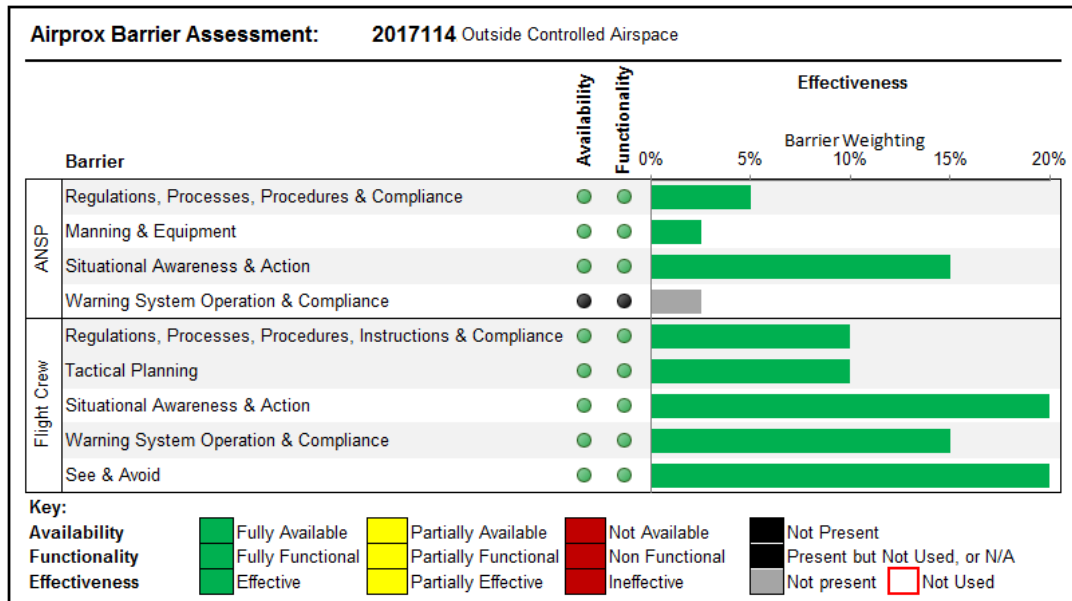 Airprox Barrier Assessment: 2017114 Outside Controlled Airspace
Availability
Functionality
Effectiveness
Barrier Weighting
Barrier
0% 5% 10% 15% 20%
ANSP
Regulations, Processes, Procedures & Compliance
Manning & Equipment
Situational Awareness & Action
Warning System Operation & Compliance
Flight Crew
Regulations, Processes, Procedures, Instructions & Compliance
Tactical Planning
Situational Awareness & Action
Warning System Operation & Compliance
See & Avoid
Key:
Availability Fully Available Partially Available Not Available Not Present
Functionality Fully Functional Partially Functional Non Functional Present but Not Used, or N/A
Effectiveness Effective Partially Effective Ineffective Not present Not Used